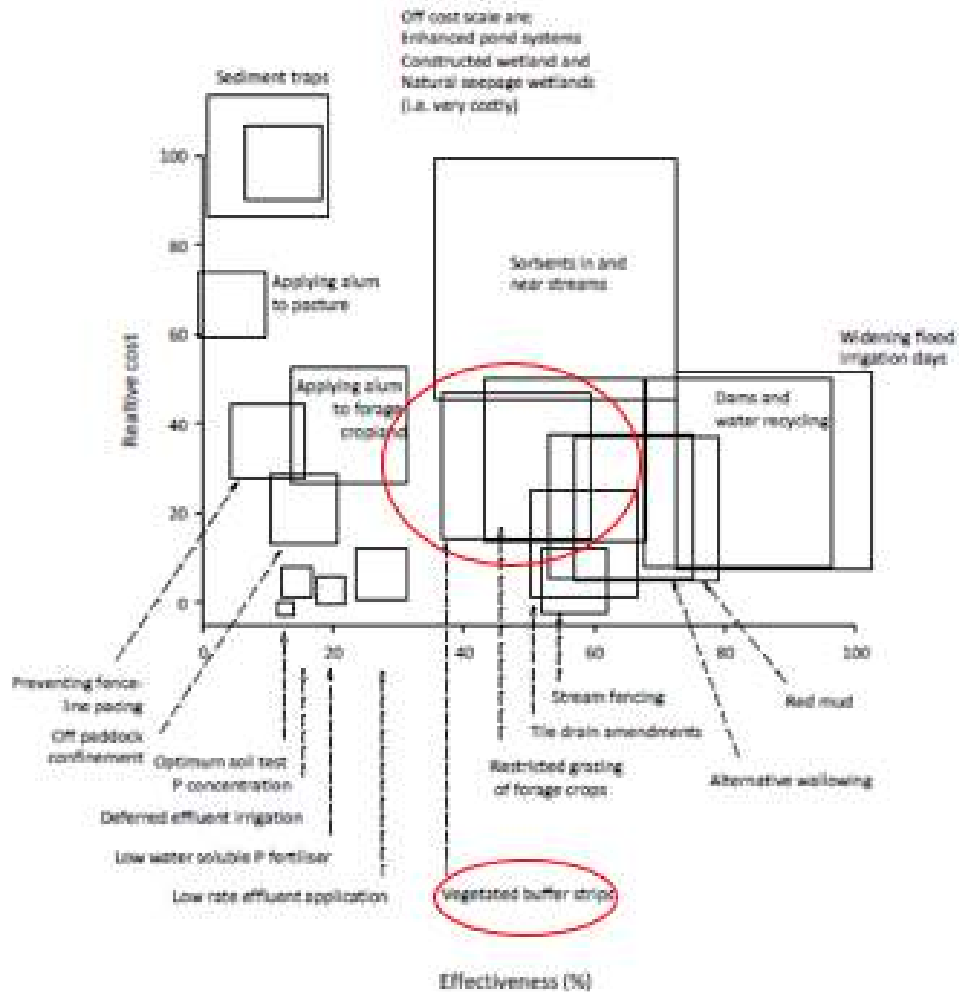 Off cost scale are:
Enhanced pond systems
Constructed wetland and
Natural seepage wetlands
(i.e. very costly)
Sediment traps
100
80
60
40
20
0
Realtive cost
Applying alum
to pasture
Sorbents in and
near streams
Widening flood
irrigation days
Applying alum
to forage
cropland
Dams and
water recycling
0
20
40
60
80
100
Preventing fence-
line pacing
Off paddock
confinement
Optimum soil test
P concentration
Deferred effluent irrigation
Low water soluble P fertiliser
Low rate effluent application
Stream fencing
Tile drain amendments
Restricted grazing
of forage crops
Red mud
Alternative wallowing
Vegetated buffer strips
Effectiveness (%)